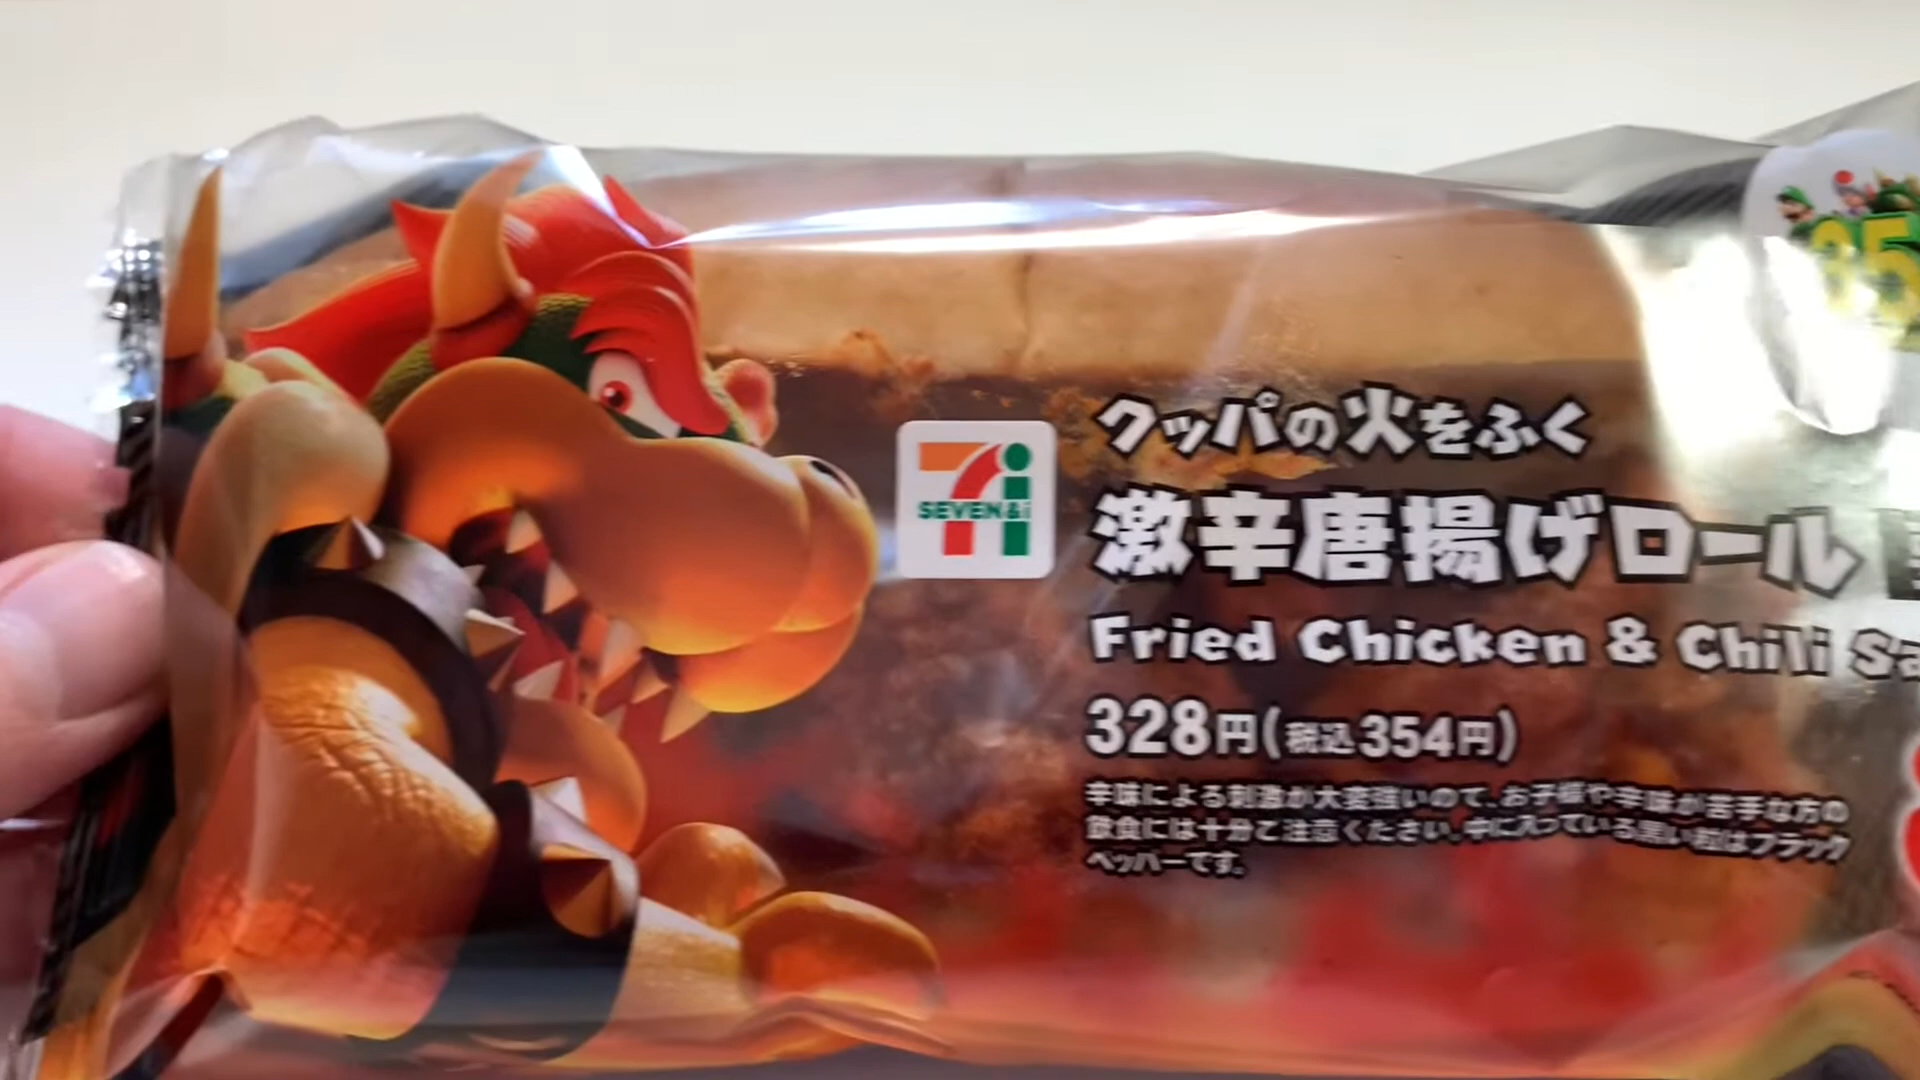 35
クッパの火をふく
SEVEN&i
激辛唐揚げロール
Fried Chicken & Chili
328円(税込354円)
辛味による刺激が大変強いので、お子様や辛味が苦手な方の
飲食には十分ご注意ください。中に入っている黒い粒はブラック
ペッパーです。